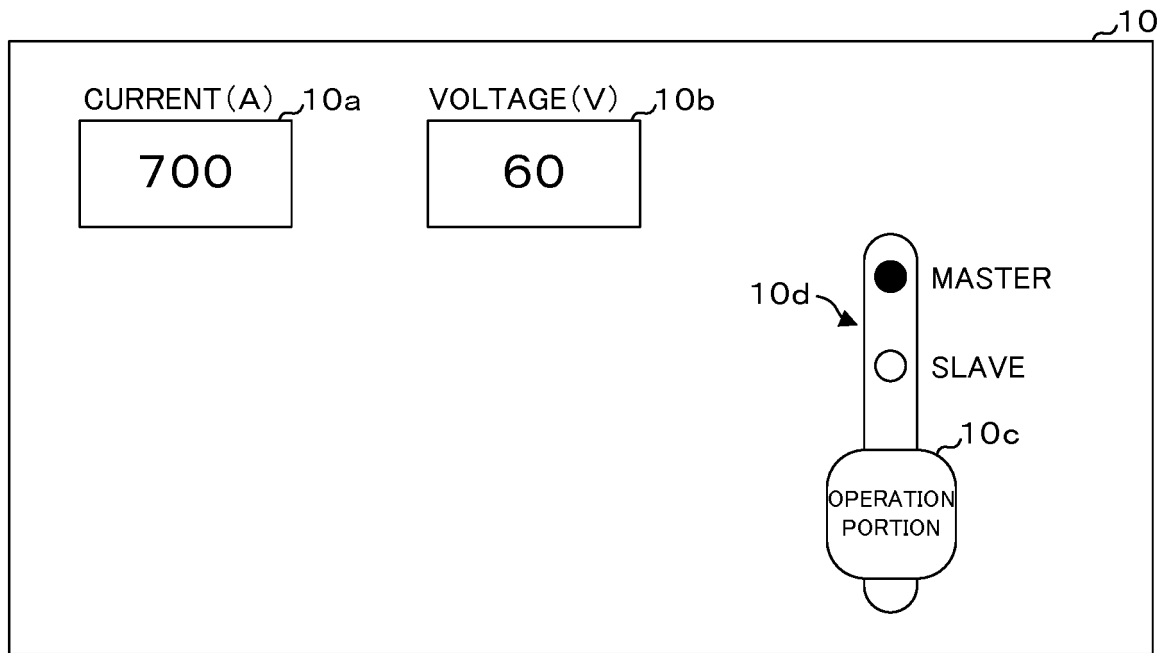 10
CURRENT(A) 10a VOLTAGE(V) 10b
700 60
MASTER
10d
SLAVE
10c
OPERATION
PORTION